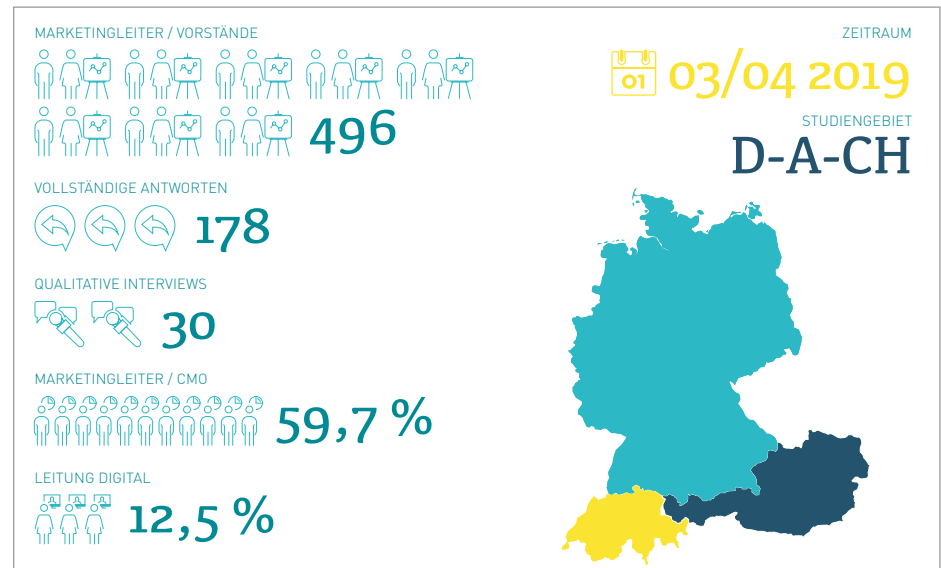 MARKETINGLEITER / VORSTÄNDE
496
VOLLSTÄNDIGE ANTWORTEN
178
QUALITATIVE INTERVIEWS
30
MARKETINGLEITER / CMO
59,7 %
LEITUNG DIGITAL
12,5 %
ZEITRAUM
01 03/04 2019
STUDIENGEBIET
D-A-CH